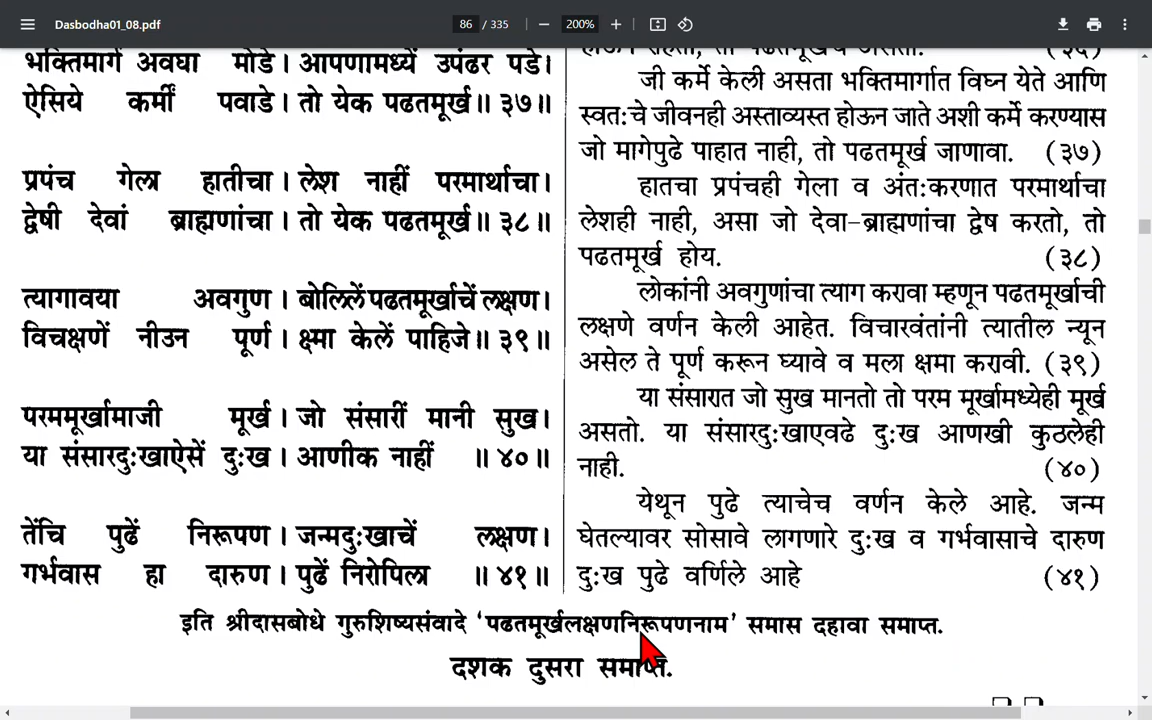 Dasbodha01_08.pdf
86 / 335
200%
भक्तिमार्ग अवघा मोडे। आपणामध्यें उपंढर पडे।
ऐसिये कर्मीं पवाडे। तो येक पढतमूर्ख॥ ३७॥
प्रपंच गेला हातीचा। लेश नाहीं परमार्थाचा।
द्वेषी देवां ब्राह्मणांचा। तो येक पढतमूर्ख॥ ३८॥
त्यागावया अवगुण। बोलिलें पढतमूर्खाचें लक्षण।
विचक्षणें नीउन पूर्ण। क्ष्मा केलें पाहिजे॥ ३९॥
परममूर्खामाजी मूर्ख। जो संसारीं मानी सुख।
या संसारदुःखाऐसें दुःख। आणीक नाहीं ॥ ४०॥
तेंचि पुढें निरूपण। जन्मदुःखाचें लक्षण।
गर्भवास हा दारुण। पुढें निरोपिला ॥ ४१॥
जी कर्मे केली असता भक्तिमार्गात विघ्न येते आणि
स्वतःचे जीवनही अस्ताव्यस्त होऊन जाते अशी कर्मे करण्यास
जो मागेपुढे पाहात नाही, तो पढतमूर्ख जाणावा. (३७)
हातचा प्रपंचही गेला व अंतःकरणात परमार्थाचा
लेशही नाही, असा जो देवा-ब्राह्मणांचा द्वेष करतो, तो
पढतमूर्ख होय. (३८)
लोकांनी अवगुणांचा त्याग करावा म्हणून पढतमूर्खाची
लक्षणे वर्णन केली आहेत. विचारवंतांनी त्यातील न्यून
असेल ते पूर्ण करून घ्यावे व मला क्षमा करावी. (३९)
या संसारात जो सुख मानतो तो परम मूर्खामध्येही मूर्ख
असतो. या संसारदुःखाएवढे दुःख आणखी कुठलेही
नाही. (४०)
येथून पुढे त्याचेच वर्णन केले आहे. जन्म
घेतल्यावर सोसावे लागणारे दुःख व गर्भवासाचे दारुण
दुःख पुढे वर्णिले आहे (४१)
इति श्रीदासबोधे गुरुशिष्यसंवादे 'पढतमूर्खलक्षणनिरूपणनाम' समास दहावा समाप्त.
दशक दुसरा समाप्त.